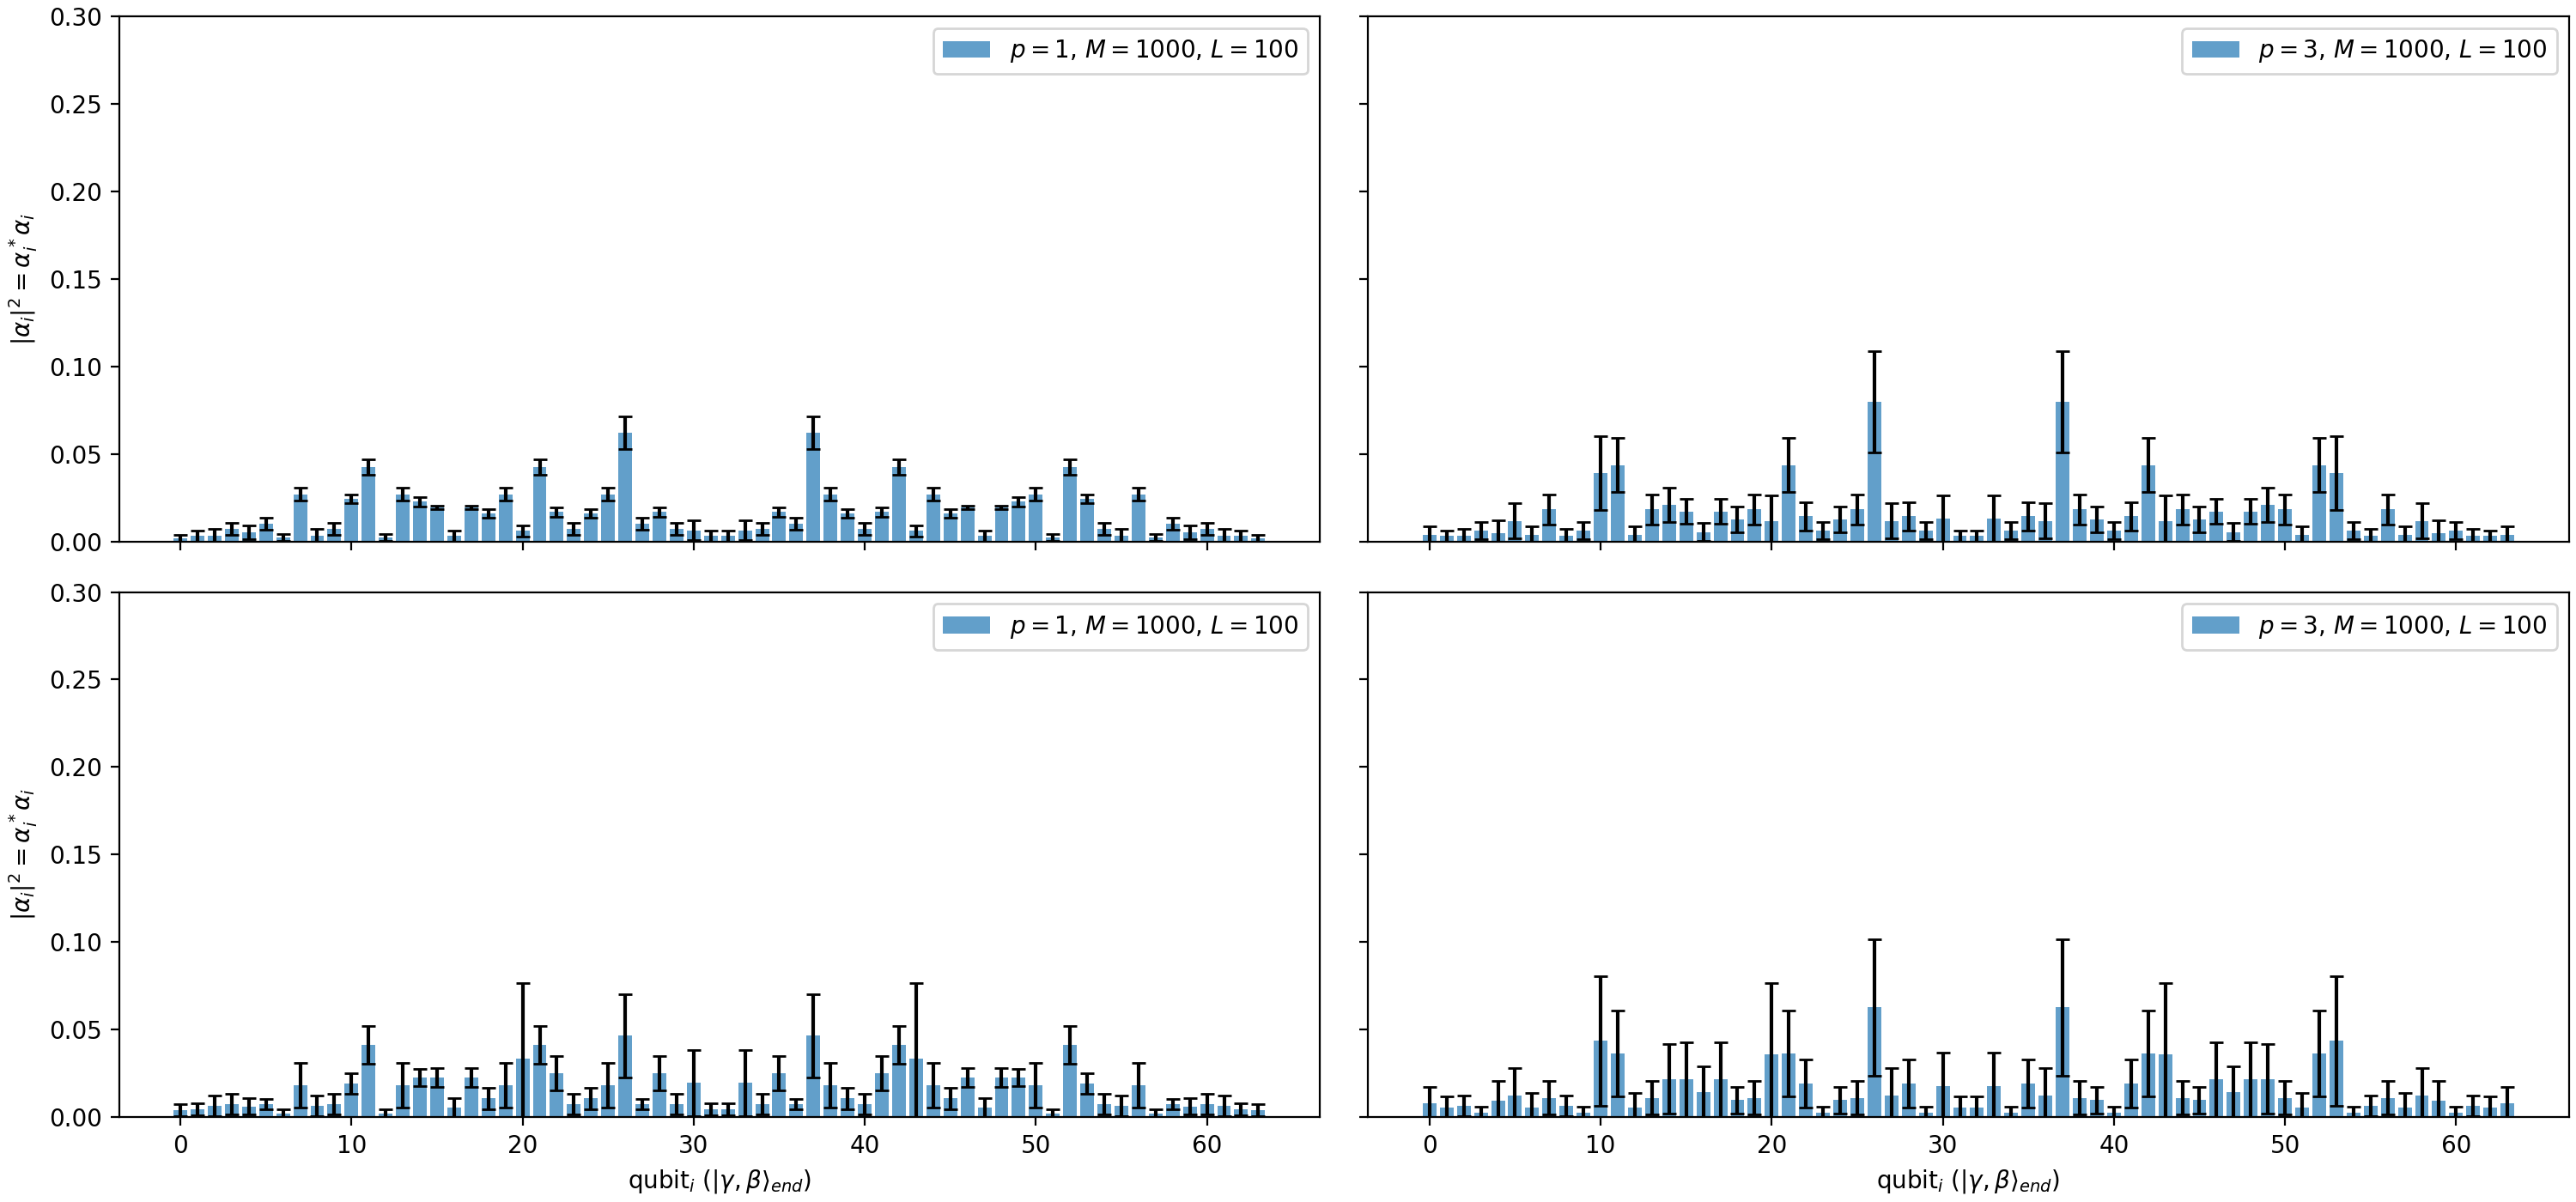 0.30
0.25
0.20
0.15
0.10
0.05
0.00
|α_i|² = α_i^* α_i
p = 1, M = 1000, L = 100
p = 3, M = 1000, L = 100
0.30
0.25
0.20
0.15
0.10
0.05
0.00
|α_i|² = α_i^* α_i
p = 1, M = 1000, L = 100
p = 3, M = 1000, L = 100
0 10 20 30 40 50 60
0 10 20 30 40 50 60
qubit_i (|γ, β⟩_end)
qubit_i (|γ, β⟩_end)